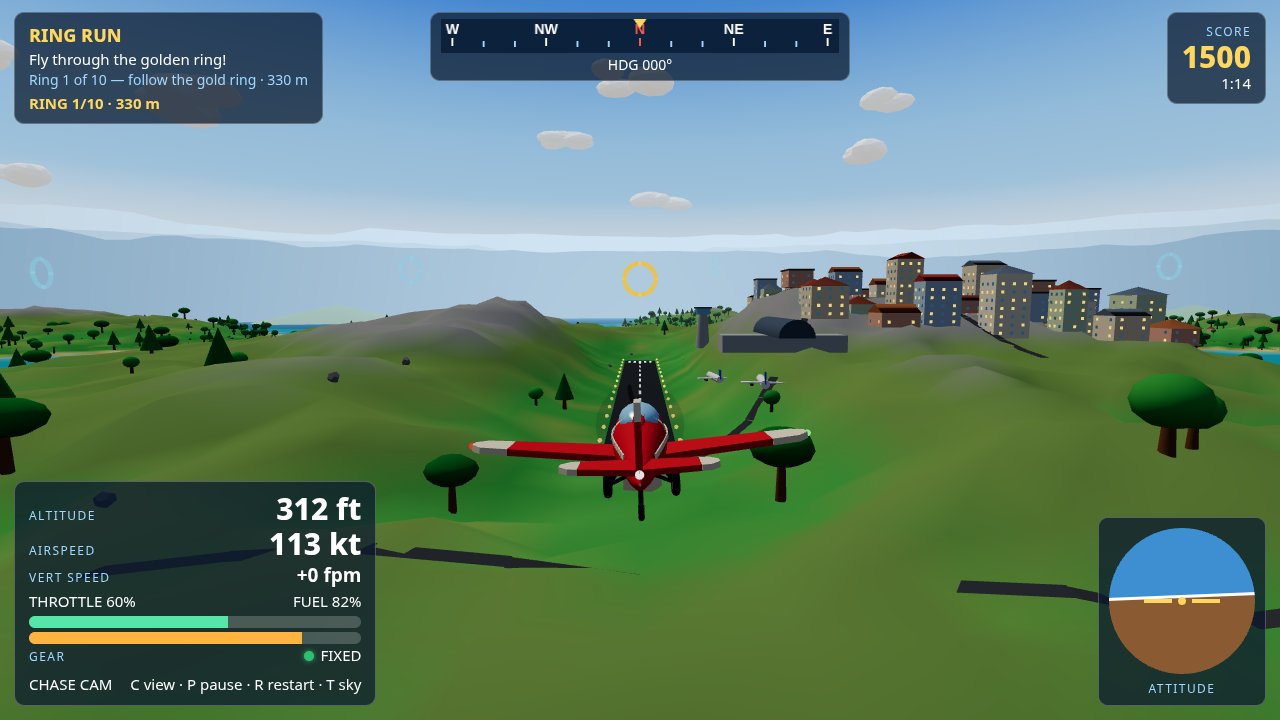 RING RUN
Fly through the golden ring!
Ring 1 of 10 — follow the gold ring · 330 m
RING 1/10 · 330 m
W NW N NE E
HDG 000°
SCORE
1500
1:14
ALTITUDE 312 ft
AIRSPEED 113 kt
VERT SPEED +0 fpm
THROTTLE 60% FUEL 82%
GEAR FIXED
CHASE CAM C view · P pause · R restart · T sky
ATTITUDE